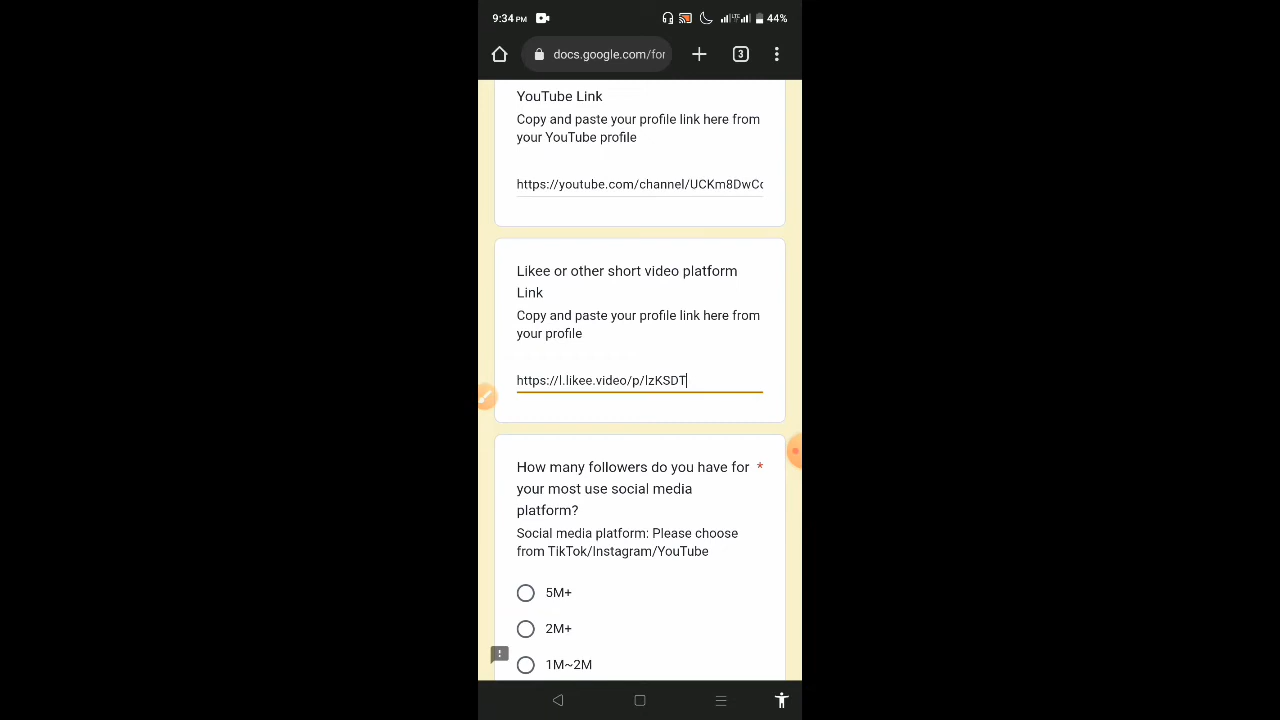 9:34 PM
44%
docs.google.com/for
3
YouTube Link
Copy and paste your profile link here from
your YouTube profile
https://youtube.com/channel/UCKm8DwCc
Likee or other short video platform
Link
Copy and paste your profile link here from
your profile
https://l.likee.video/p/lzKSDT
How many followers do you have for *
your most use social media
platform?
Social media platform: Please choose
from TikTok/Instagram/YouTube
5M+
2M+
1M~2M